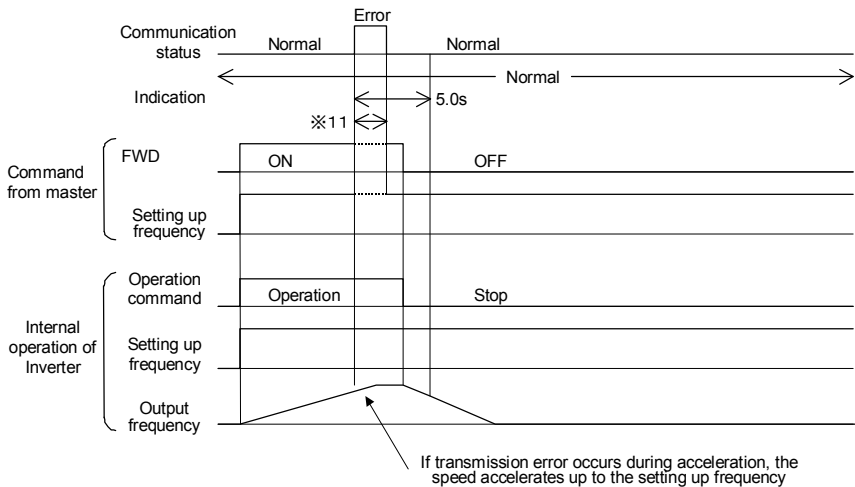 Error
Communication
status
Normal
Normal
Normal
Indication
5.0s
※11
Command
from master
FWD
ON
OFF
Setting up
frequency
Internal
operation of
Inverter
Operation
command
Operation
Stop
Setting up
frequency
Output
frequency
If transmission error occurs during acceleration, the
speed accelerates up to the setting up frequency